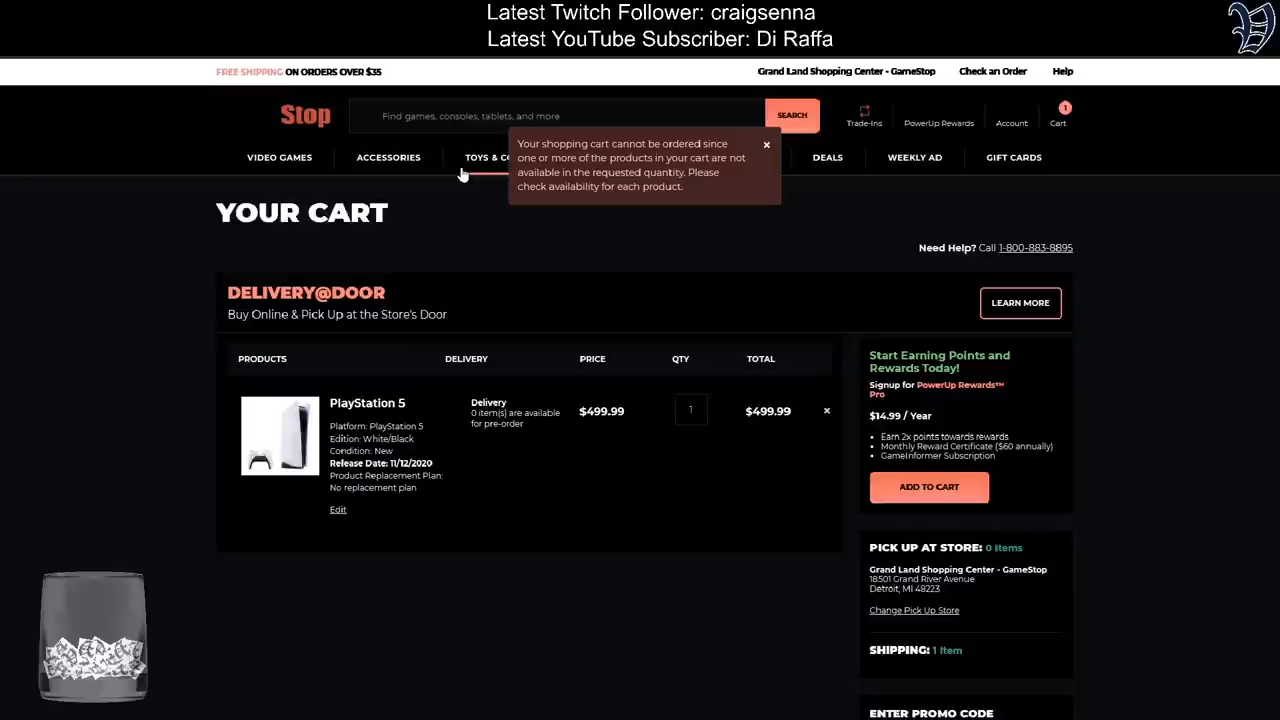 Latest Twitch Follower: craigsenna
Latest YouTube Subscriber: Di Raffa
FREE SHIPPING ON ORDERS OVER $35
Grand Land Shopping Center - GameStop
Check an Order
Help
Stop
Find games, consoles, tablets, and more
SEARCH
Trade-Ins
PowerUp Rewards
Account
1
Cart
VIDEO GAMES
ACCESSORIES
TOYS & CO
DEALS
WEEKLY AD
GIFT CARDS
Your shopping cart cannot be ordered since
one or more of the products in your cart are not
available in the requested quantity. Please
check availability for each product.
×
YOUR CART
Need Help? Call 1-800-883-8895
DELIVERY@DOOR
Buy Online & Pick Up at the Store's Door
LEARN MORE
PRODUCTS
DELIVERY
PRICE
QTY
TOTAL
PlayStation 5
Platform: PlayStation 5
Edition: White/Black
Condition: New
Release Date: 11/12/2020
Product Replacement Plan:
No replacement plan
Edit
Delivery
0 item(s) are available
for pre-order
$499.99
1
$499.99
×
Start Earning Points and
Rewards Today!
Signup for PowerUp Rewards™
Pro
$14.99 / Year
• Earn 2x points towards rewards
• Monthly Reward Certificate ($60 annually)
• GameInformer Subscription
ADD TO CART
PICK UP AT STORE: 0 Items
Grand Land Shopping Center - GameStop
18501 Grand River Avenue
Detroit, MI 48223
Change Pick Up Store
SHIPPING: 1 Item
ENTER PROMO CODE